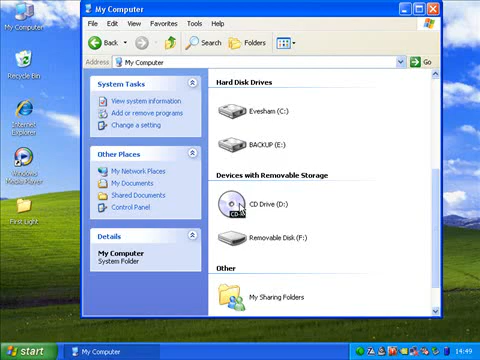 My Computer
My Computer
File Edit View Favorites Tools Help
Back Search Folders
Address My Computer Go
System Tasks
View system information
Add or remove programs
Change a setting
Other Places
My Network Places
My Documents
Shared Documents
Control Panel
Details
My Computer
System Folder
Hard Disk Drives
Evesham (C:)
BACKUP (E:)
Devices with Removable Storage
CD Drive (D:)
Removable Disk (F:)
Other
My Sharing Folders
Recycle Bin
Internet
Explorer
Windows
Media Player
First Light
start My Computer 14:49